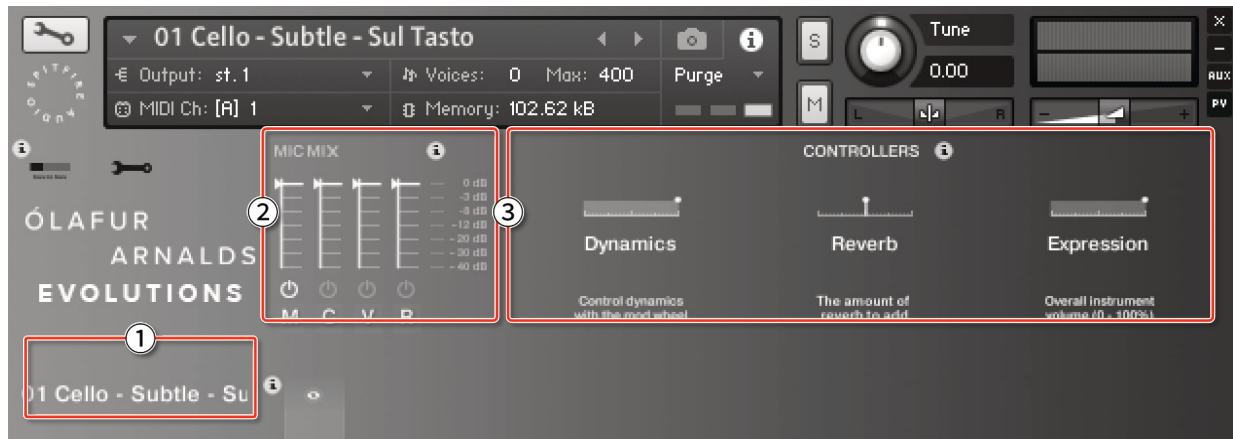 01 Cello - Subtle - Sul Tasto
S
Tune
X
Output: st. 1
Voices: 0 Max: 400
Purge
0.00
AUX
MIDI Ch: [A] 1
Memory: 102.62 kB
M
L
R
-
+
PV
SPITFIRE
MIC MIX
CONTROLLERS
0 dB
-3 dB
-12 dB
-20 dB
-30 dB
-40 dB
2
3
ÓLAFUR
ARNALDS
EVOLUTIONS
Dynamics
Reverb
Expression
M C V R
Control dynamics
with the mod wheel
The amount of
reverb to add
Overall instrument
volume (0 - 100%)
1
01 Cello - Subtle - Su